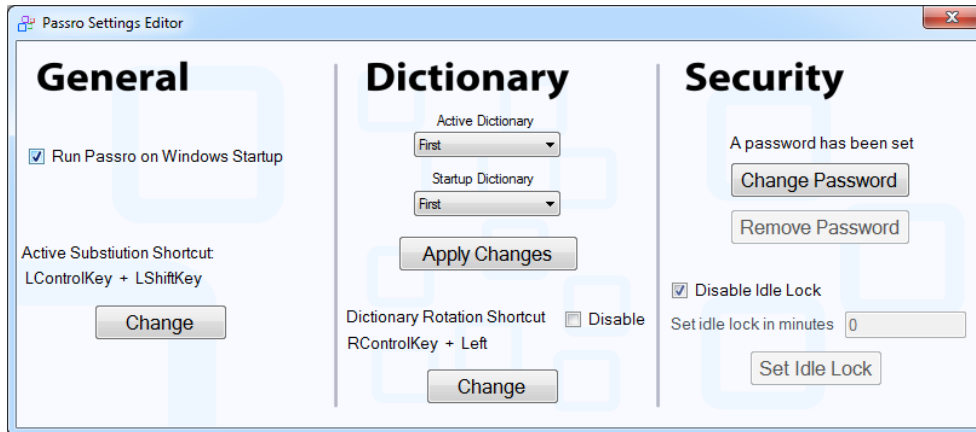 Passro Settings Editor
General
Run Passro on Windows Startup
Active Substiution Shortcut:
LControlKey + LShiftKey
Change
Dictionary
Active Dictionary
First
Startup Dictionary
First
Apply Changes
Dictionary Rotation Shortcut
Disable
RControlKey + Left
Change
Security
A password has been set
Change Password
Remove Password
Disable Idle Lock
Set idle lock in minutes
0
Set Idle Lock